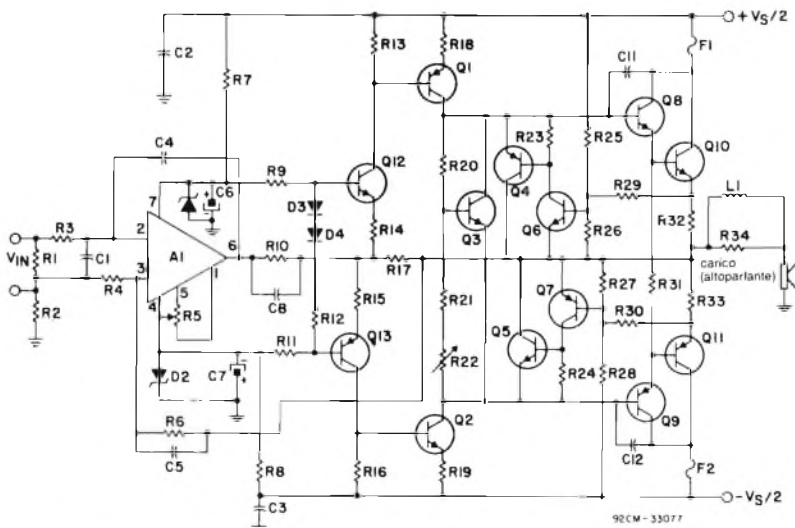 + VS/2
R13
R18
F1
C2
C11
R7
Q1
Q8
C4
Q12
R23
R25
Q10
R9
Q4
R20
C6
7
R29
L1
D3
R14
R3
2
D4
Q3
Q6
R26
R32
R34
VIN
R1
C1
A1
6
R10
R17
carico
(altoparlante)
R4
3
Q7
R27
R31
5
1
C8
R15
R21
R33
R2
4
R5
R12
R30
Q13
Q5
Q11
R11
R22
D2
C7
R24
R28
R6
Q2
Q9
C5
R8
R16
R19
C12
F2
C3
- VS/2
92CM-33077